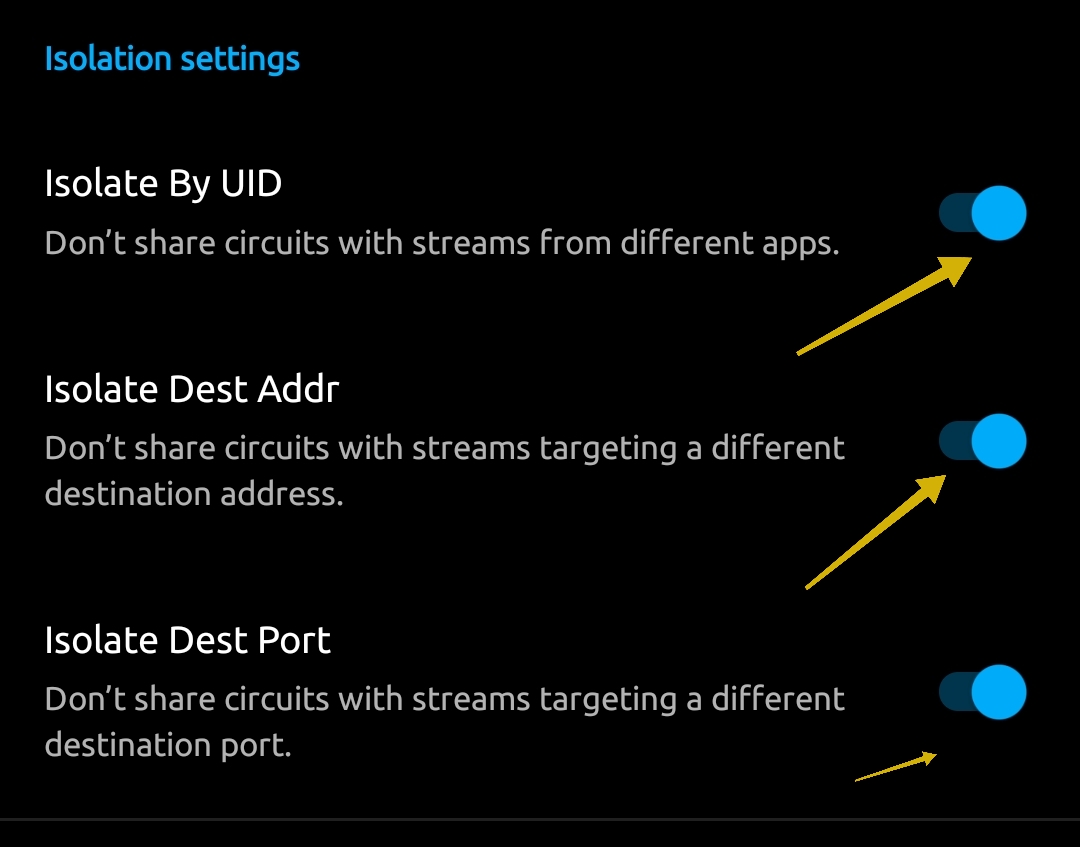 Isolation settings
Isolate By UID
Don’t share circuits with streams from different apps.
Isolate Dest Addr
Don’t share circuits with streams targeting a different
destination address.
Isolate Dest Port
Don’t share circuits with streams targeting a different
destination port.